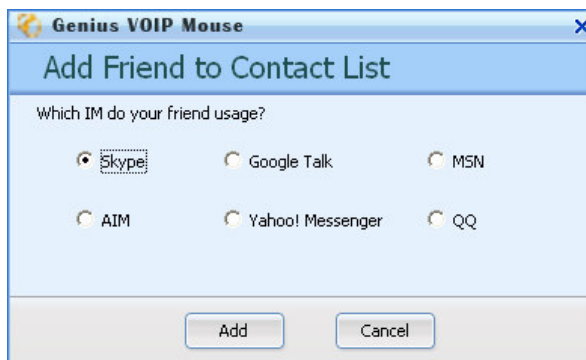 Genius VOIP Mouse
Add Friend to Contact List
Which IM do your friend usage?
Skype Google Talk MSN
AIM Yahoo! Messenger QQ
Add Cancel